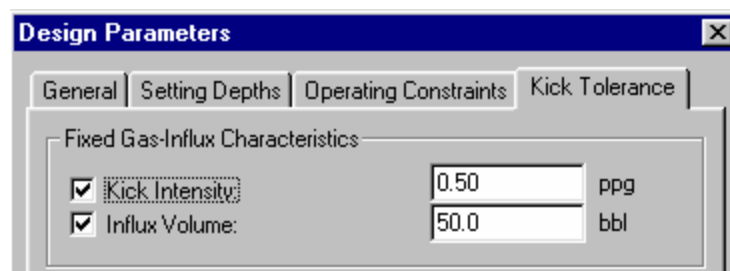 Design Parameters
General Setting Depths Operating Constraints Kick Tolerance
Fixed Gas-Influx Characteristics
Kick Intensity: 0.50 ppg
Influx Volume: 50.0 bbl